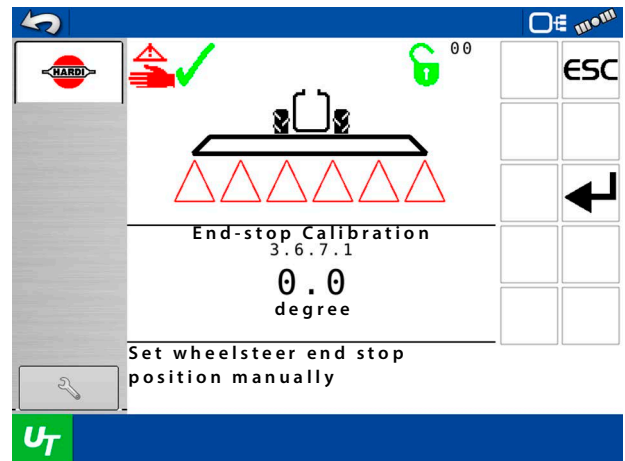 HARDI
00
ESC
End-stop Calibration
3.6.7.1
0.0
degree
Set wheelsteer end stop
position manually
UT